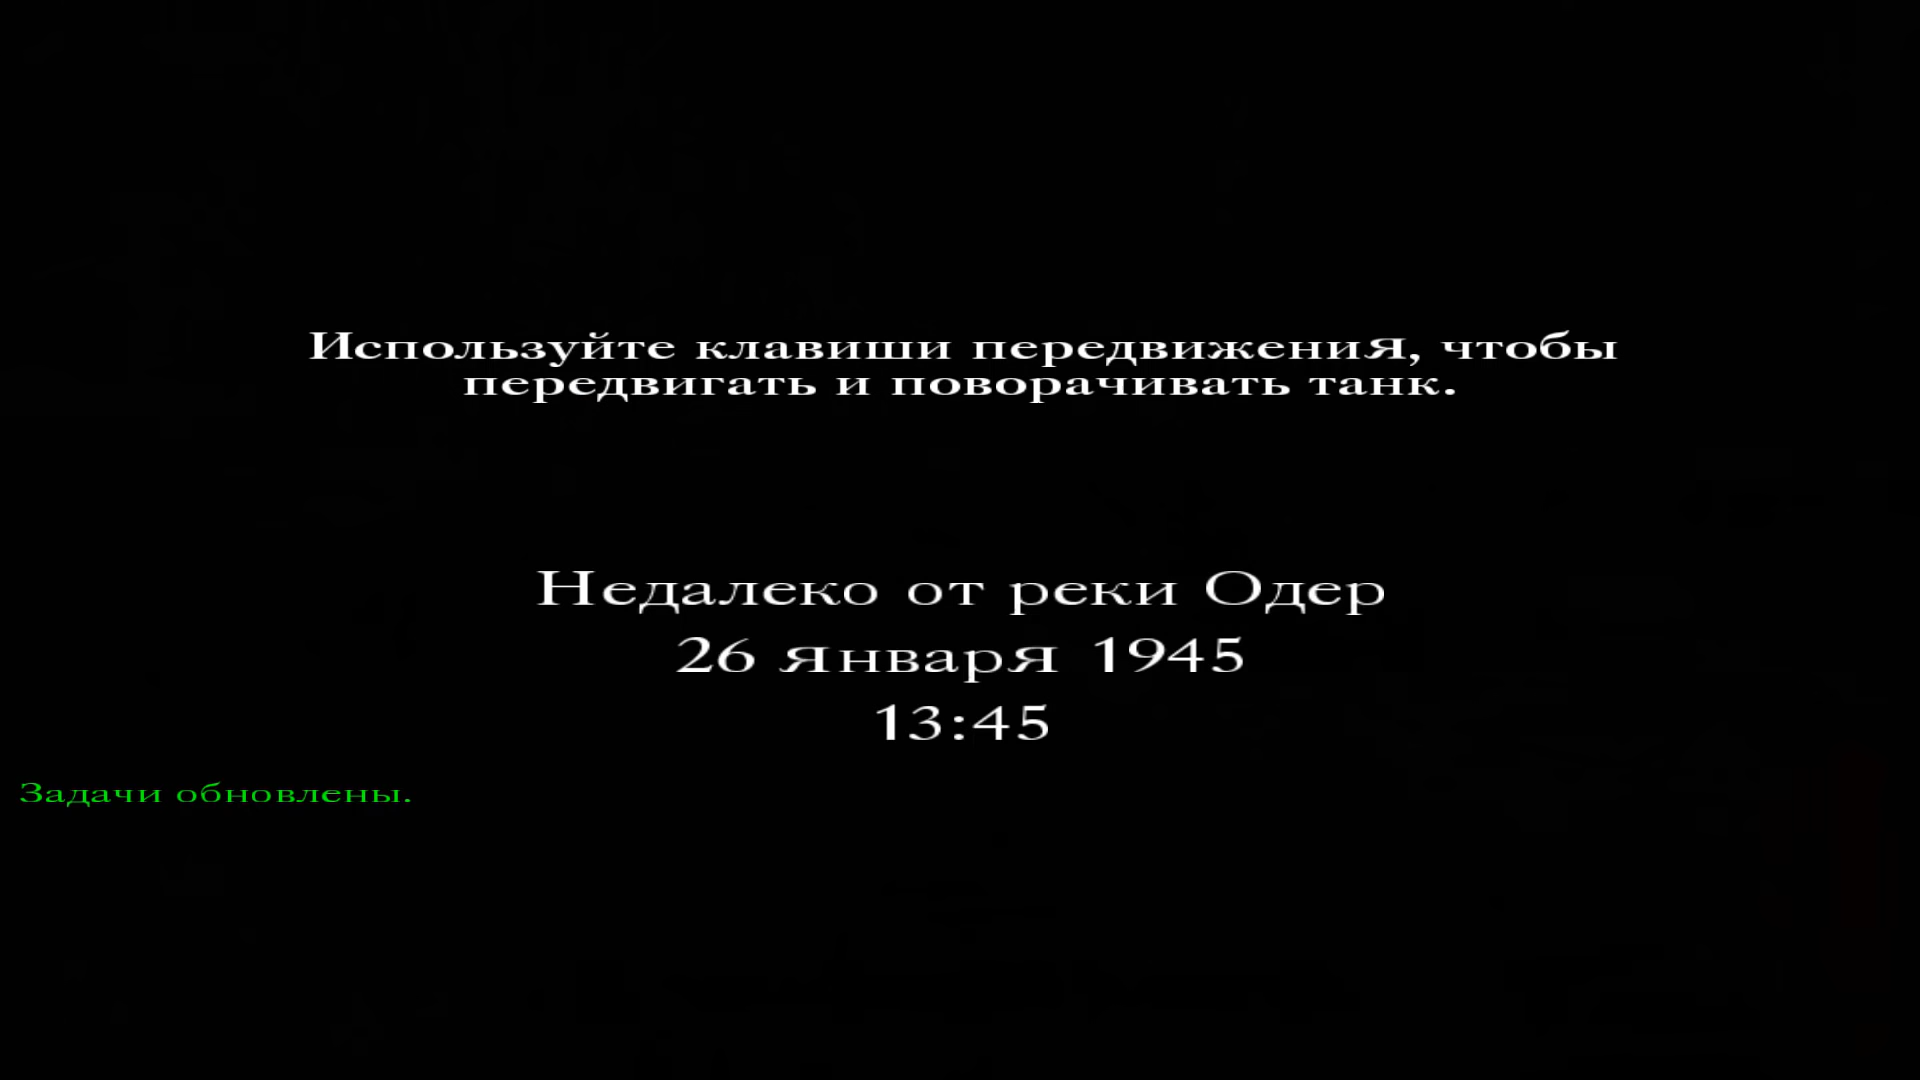 Используйте клавиши передвижения, чтобы
передвигать и поворачивать танк.
Недалеко от реки Одер
26 января 1945
13:45
Задачи обновлены.